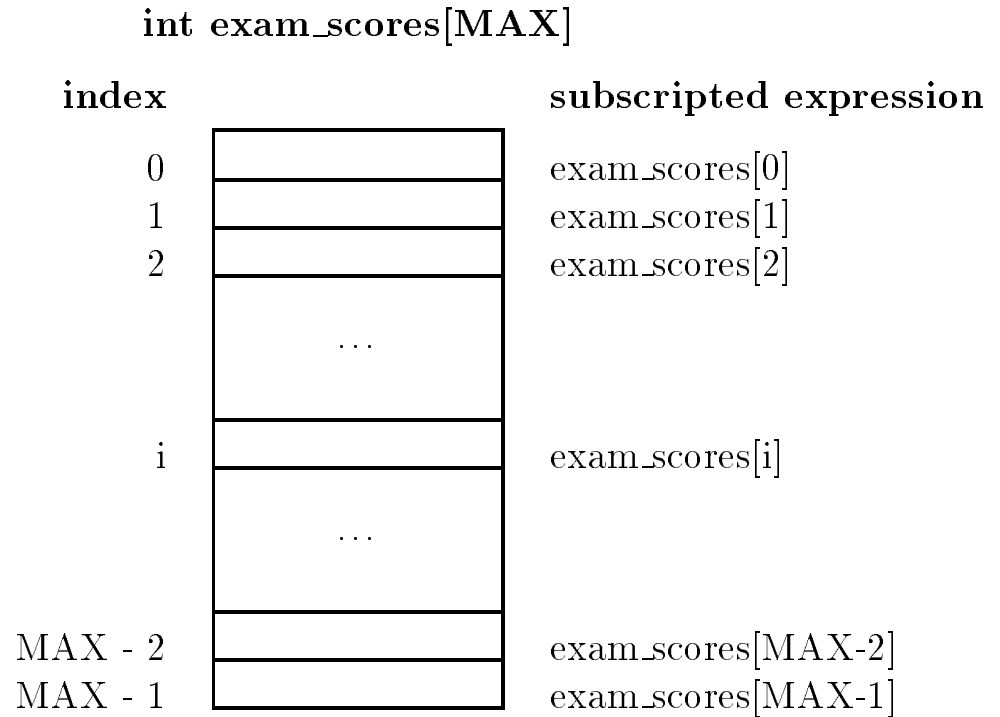 int exam_scores[MAX]
index subscripted expression
0 exam_scores[0]
1 exam_scores[1]
2 exam_scores[2]
...
i exam_scores[i]
...
MAX - 2 exam_scores[MAX-2]
MAX - 1 exam_scores[MAX-1]